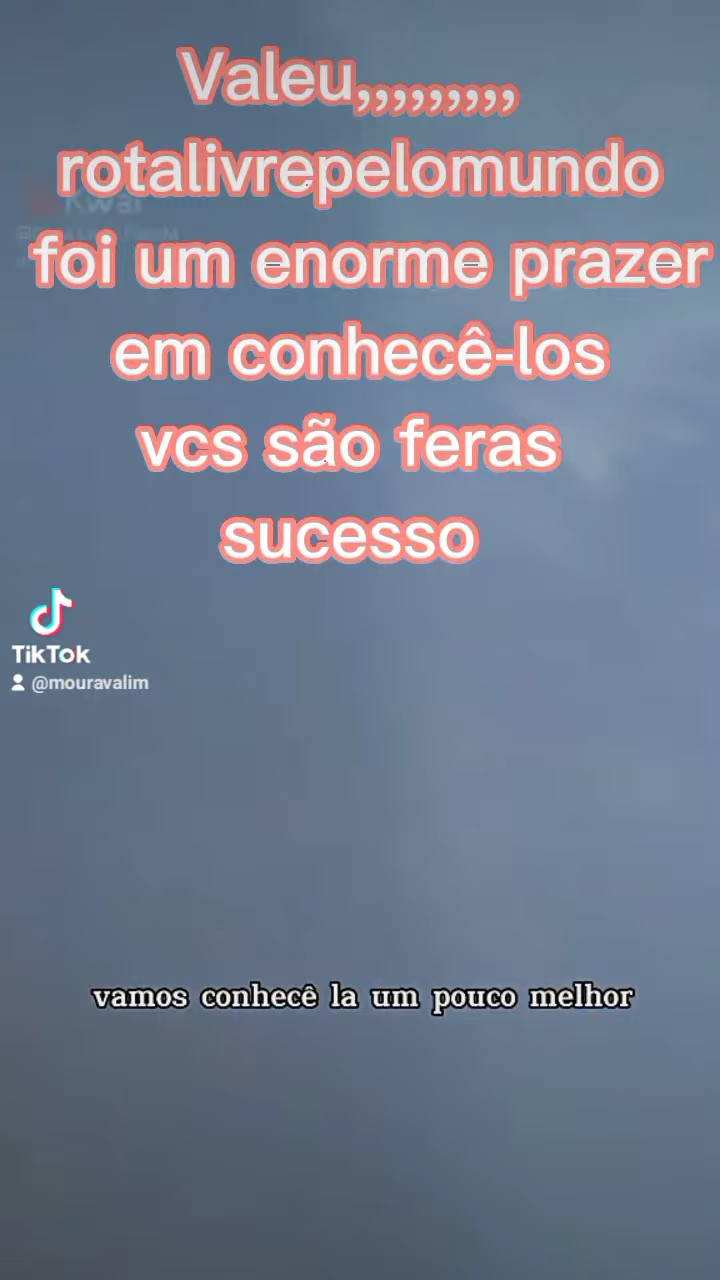 Valeu,,,,,,,,,
rotalivrepelomundo
Kwai
foi um enorme prazer
em conhecê-los
vcs são feras
sucesso
TikTok
@mouravalim
vamos conhecê la um pouco melhor